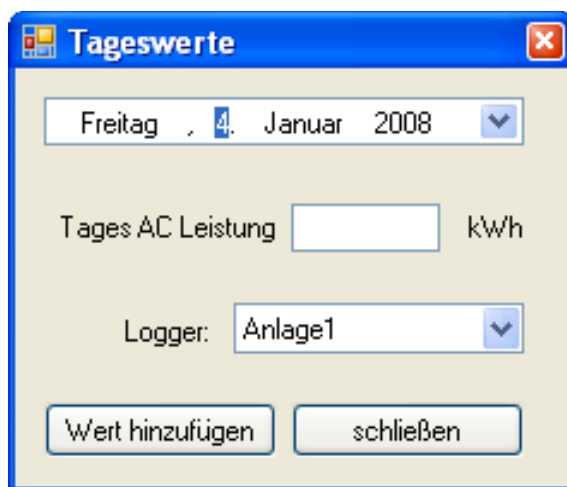 Tageswerte
Freitag , 4. Januar 2008
Tages AC Leistung kWh
Logger: Anlage1
Wert hinzufügen schließen